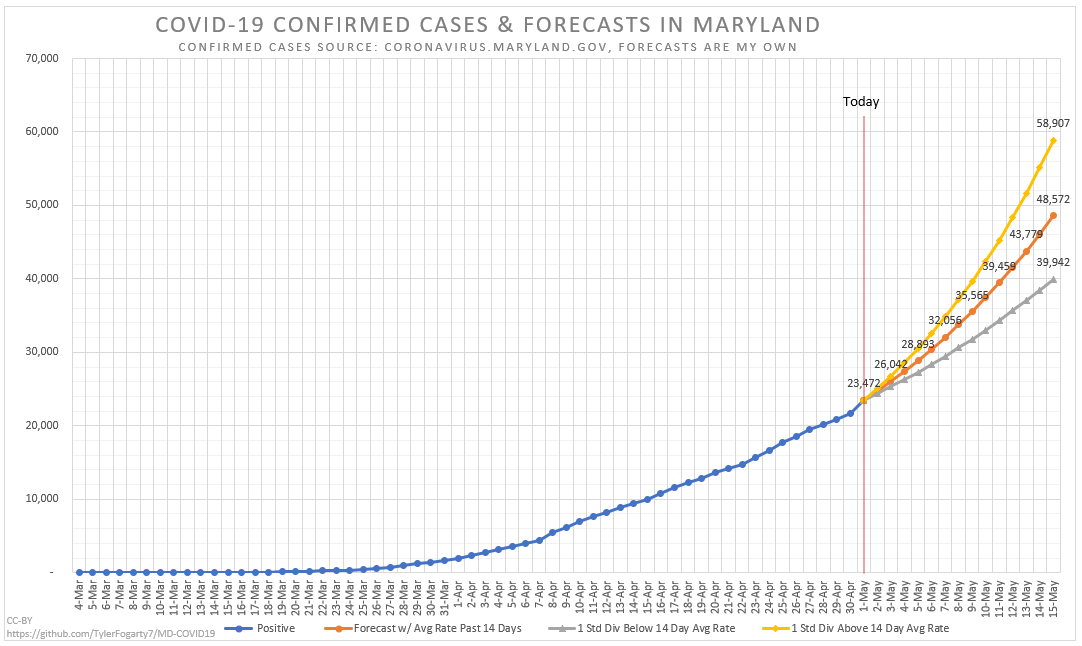 COVID-19 CONFIRMED CASES & FORECASTS IN MARYLAND
CONFIRMED CASES SOURCE: CORONAVIRUS.MARYLAND.GOV, FORECASTS ARE MY OWN
70,000
60,000
50,000
40,000
30,000
20,000
10,000
-
Today
58,907
48,572
43,779
39,942
39,459
35,565
32,056
28,893
26,042
23,472
4-Mar
5-Mar
6-Mar
7-Mar
8-Mar
9-Mar
10-Mar
11-Mar
12-Mar
13-Mar
14-Mar
15-Mar
16-Mar
17-Mar
18-Mar
19-Mar
20-Mar
21-Mar
22-Mar
23-Mar
24-Mar
25-Mar
26-Mar
27-Mar
28-Mar
29-Mar
30-Mar
31-Mar
1-Apr
2-Apr
3-Apr
4-Apr
5-Apr
6-Apr
7-Apr
8-Apr
9-Apr
10-Apr
11-Apr
12-Apr
13-Apr
14-Apr
15-Apr
16-Apr
17-Apr
18-Apr
19-Apr
20-Apr
21-Apr
22-Apr
23-Apr
24-Apr
25-Apr
26-Apr
27-Apr
28-Apr
29-Apr
30-Apr
1-May
2-May
3-May
4-May
5-May
6-May
7-May
8-May
9-May
10-May
11-May
12-May
13-May
14-May
15-May
CC-BY
https://github.com/TylerFogarty7/MD-COVID19
Positive
Forecast w/ Avg Rate Past 14 Days
1 Std Div Below 14 Day Avg Rate
1 Std Div Above 14 Day Avg Rate